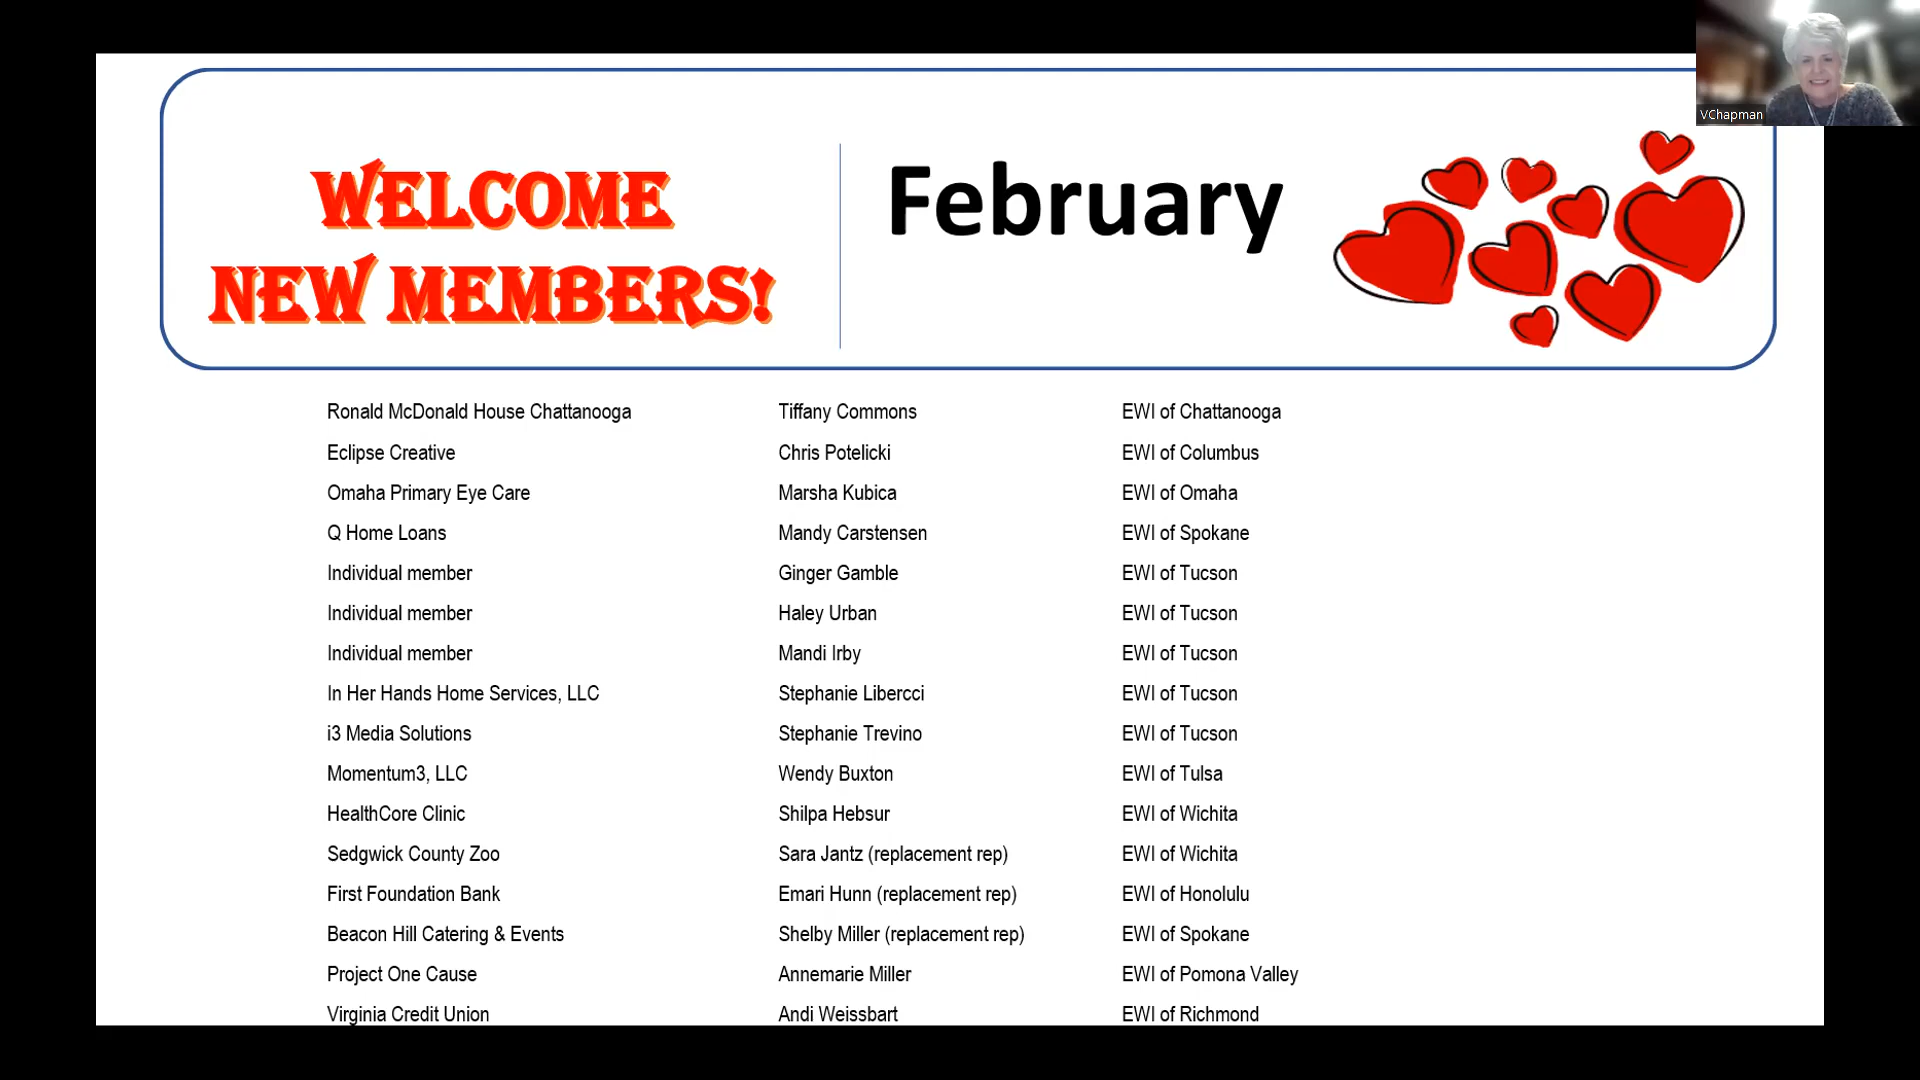 VChapman
WELCOME
NEW MEMBERS!
February
Ronald McDonald House Chattanooga Tiffany Commons EWI of Chattanooga
Eclipse Creative Chris Potelicki EWI of Columbus
Omaha Primary Eye Care Marsha Kubica EWI of Omaha
Q Home Loans Mandy Carstensen EWI of Spokane
Individual member Ginger Gamble EWI of Tucson
Individual member Haley Urban EWI of Tucson
Individual member Mandi Irby EWI of Tucson
In Her Hands Home Services, LLC Stephanie Libercci EWI of Tucson
i3 Media Solutions Stephanie Trevino EWI of Tucson
Momentum3, LLC Wendy Buxton EWI of Tulsa
HealthCore Clinic Shilpa Hebsur EWI of Wichita
Sedgwick County Zoo Sara Jantz (replacement rep) EWI of Wichita
First Foundation Bank Emari Hunn (replacement rep) EWI of Honolulu
Beacon Hill Catering & Events Shelby Miller (replacement rep) EWI of Spokane
Project One Cause Annemarie Miller EWI of Pomona Valley
Virginia Credit Union Andi Weissbart EWI of Richmond